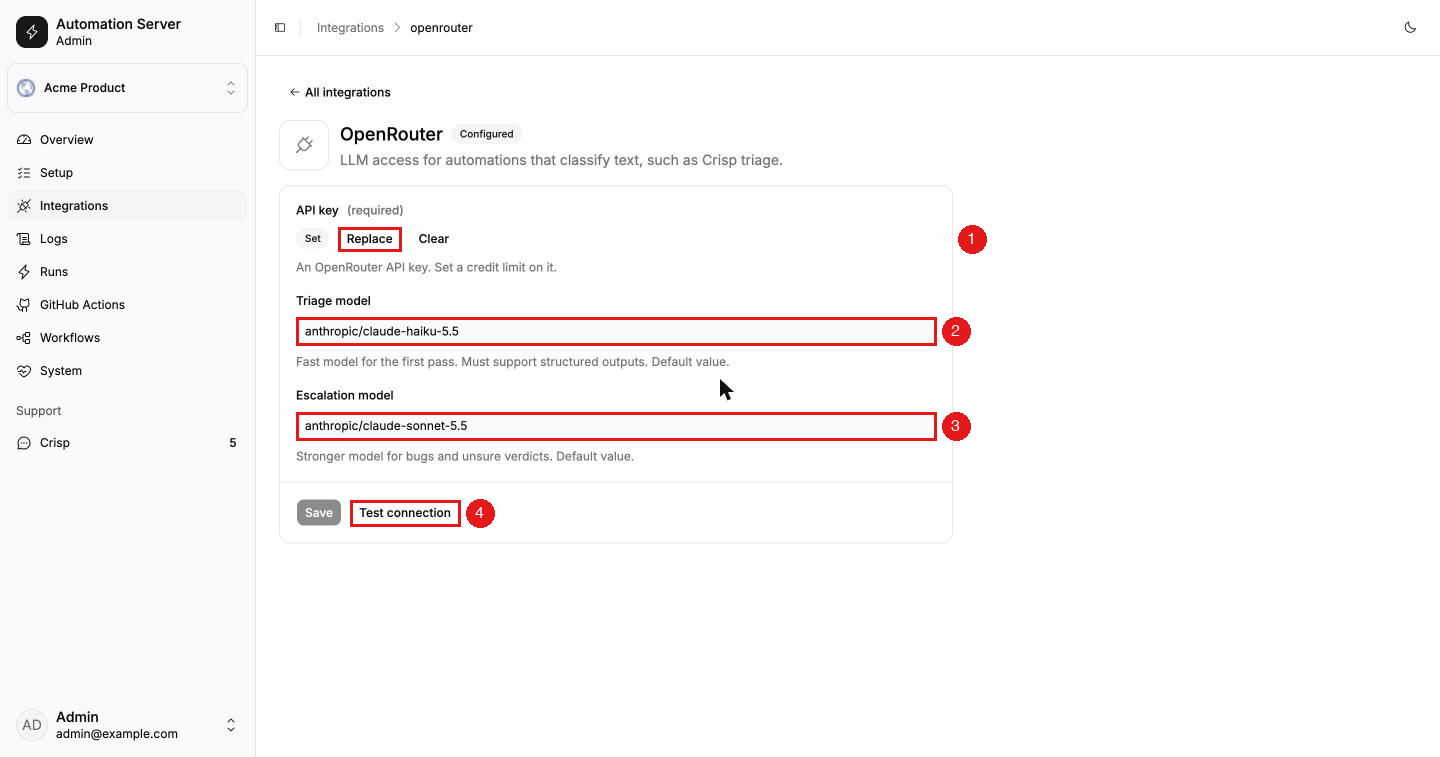 Automation Server
Admin
Acme Product
Overview
Setup
Integrations
Logs
Runs
GitHub Actions
Workflows
System
Support
Crisp 5
AD
Admin
admin@example.com
Integrations > openrouter
← All integrations
OpenRouter Configured
LLM access for automations that classify text, such as Crisp triage.
API key (required)
Set Replace Clear 1
An OpenRouter API key. Set a credit limit on it.
Triage model
anthropic/claude-haiku-5.5 2
Fast model for the first pass. Must support structured outputs. Default value.
Escalation model
anthropic/claude-sonnet-5.5 3
Stronger model for bugs and unsure verdicts. Default value.
Save Test connection 4